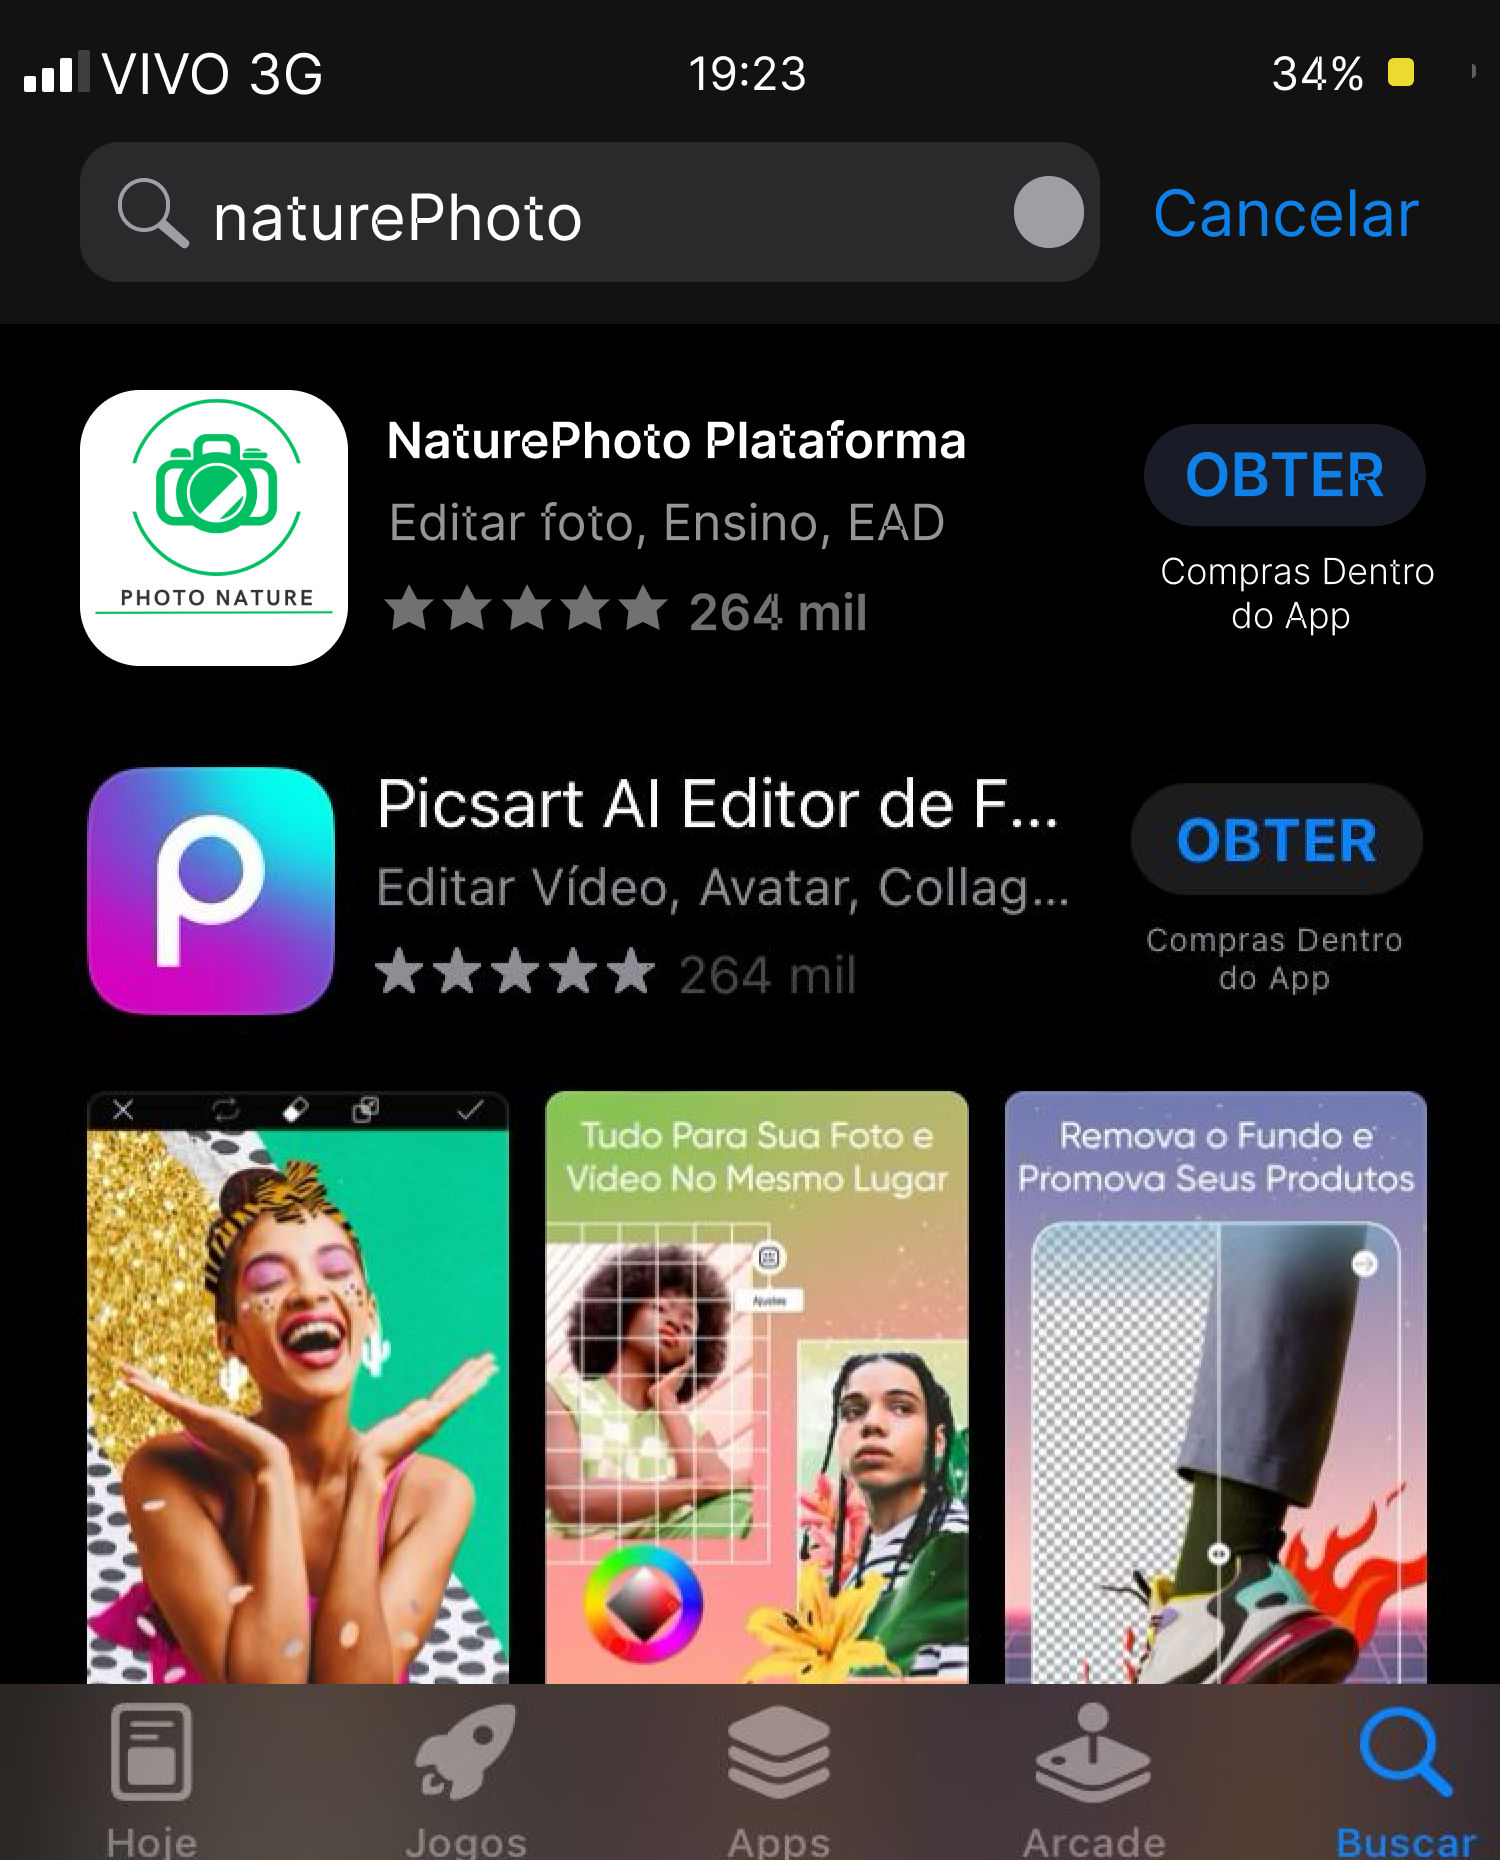 VIVO 3G 19:23 34%
naturePhoto Cancelar
NaturePhoto Plataforma
Editar foto, Ensino, EAD
264 mil
OBTER
Compras Dentro
do App
PHOTO NATURE
Picsart AI Editor de F...
Editar Vídeo, Avatar, Collag...
264 mil
OBTER
Compras Dentro
do App
Tudo Para Sua Foto e
Vídeo No Mesmo Lugar
Ajustes
Remova o Fundo e
Promova Seus Produtos
Hoje Jogos Apps Arcade Buscar